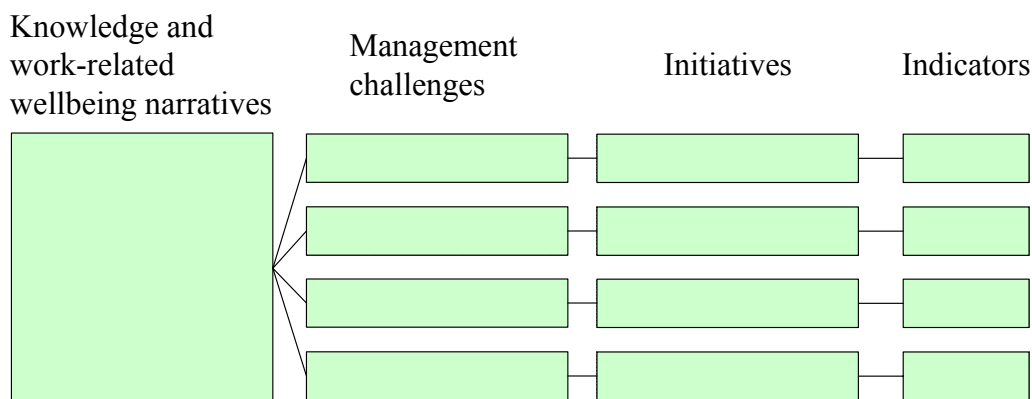 Knowledge and
work-related
wellbeing narratives
Management
challenges
Initiatives
Indicators